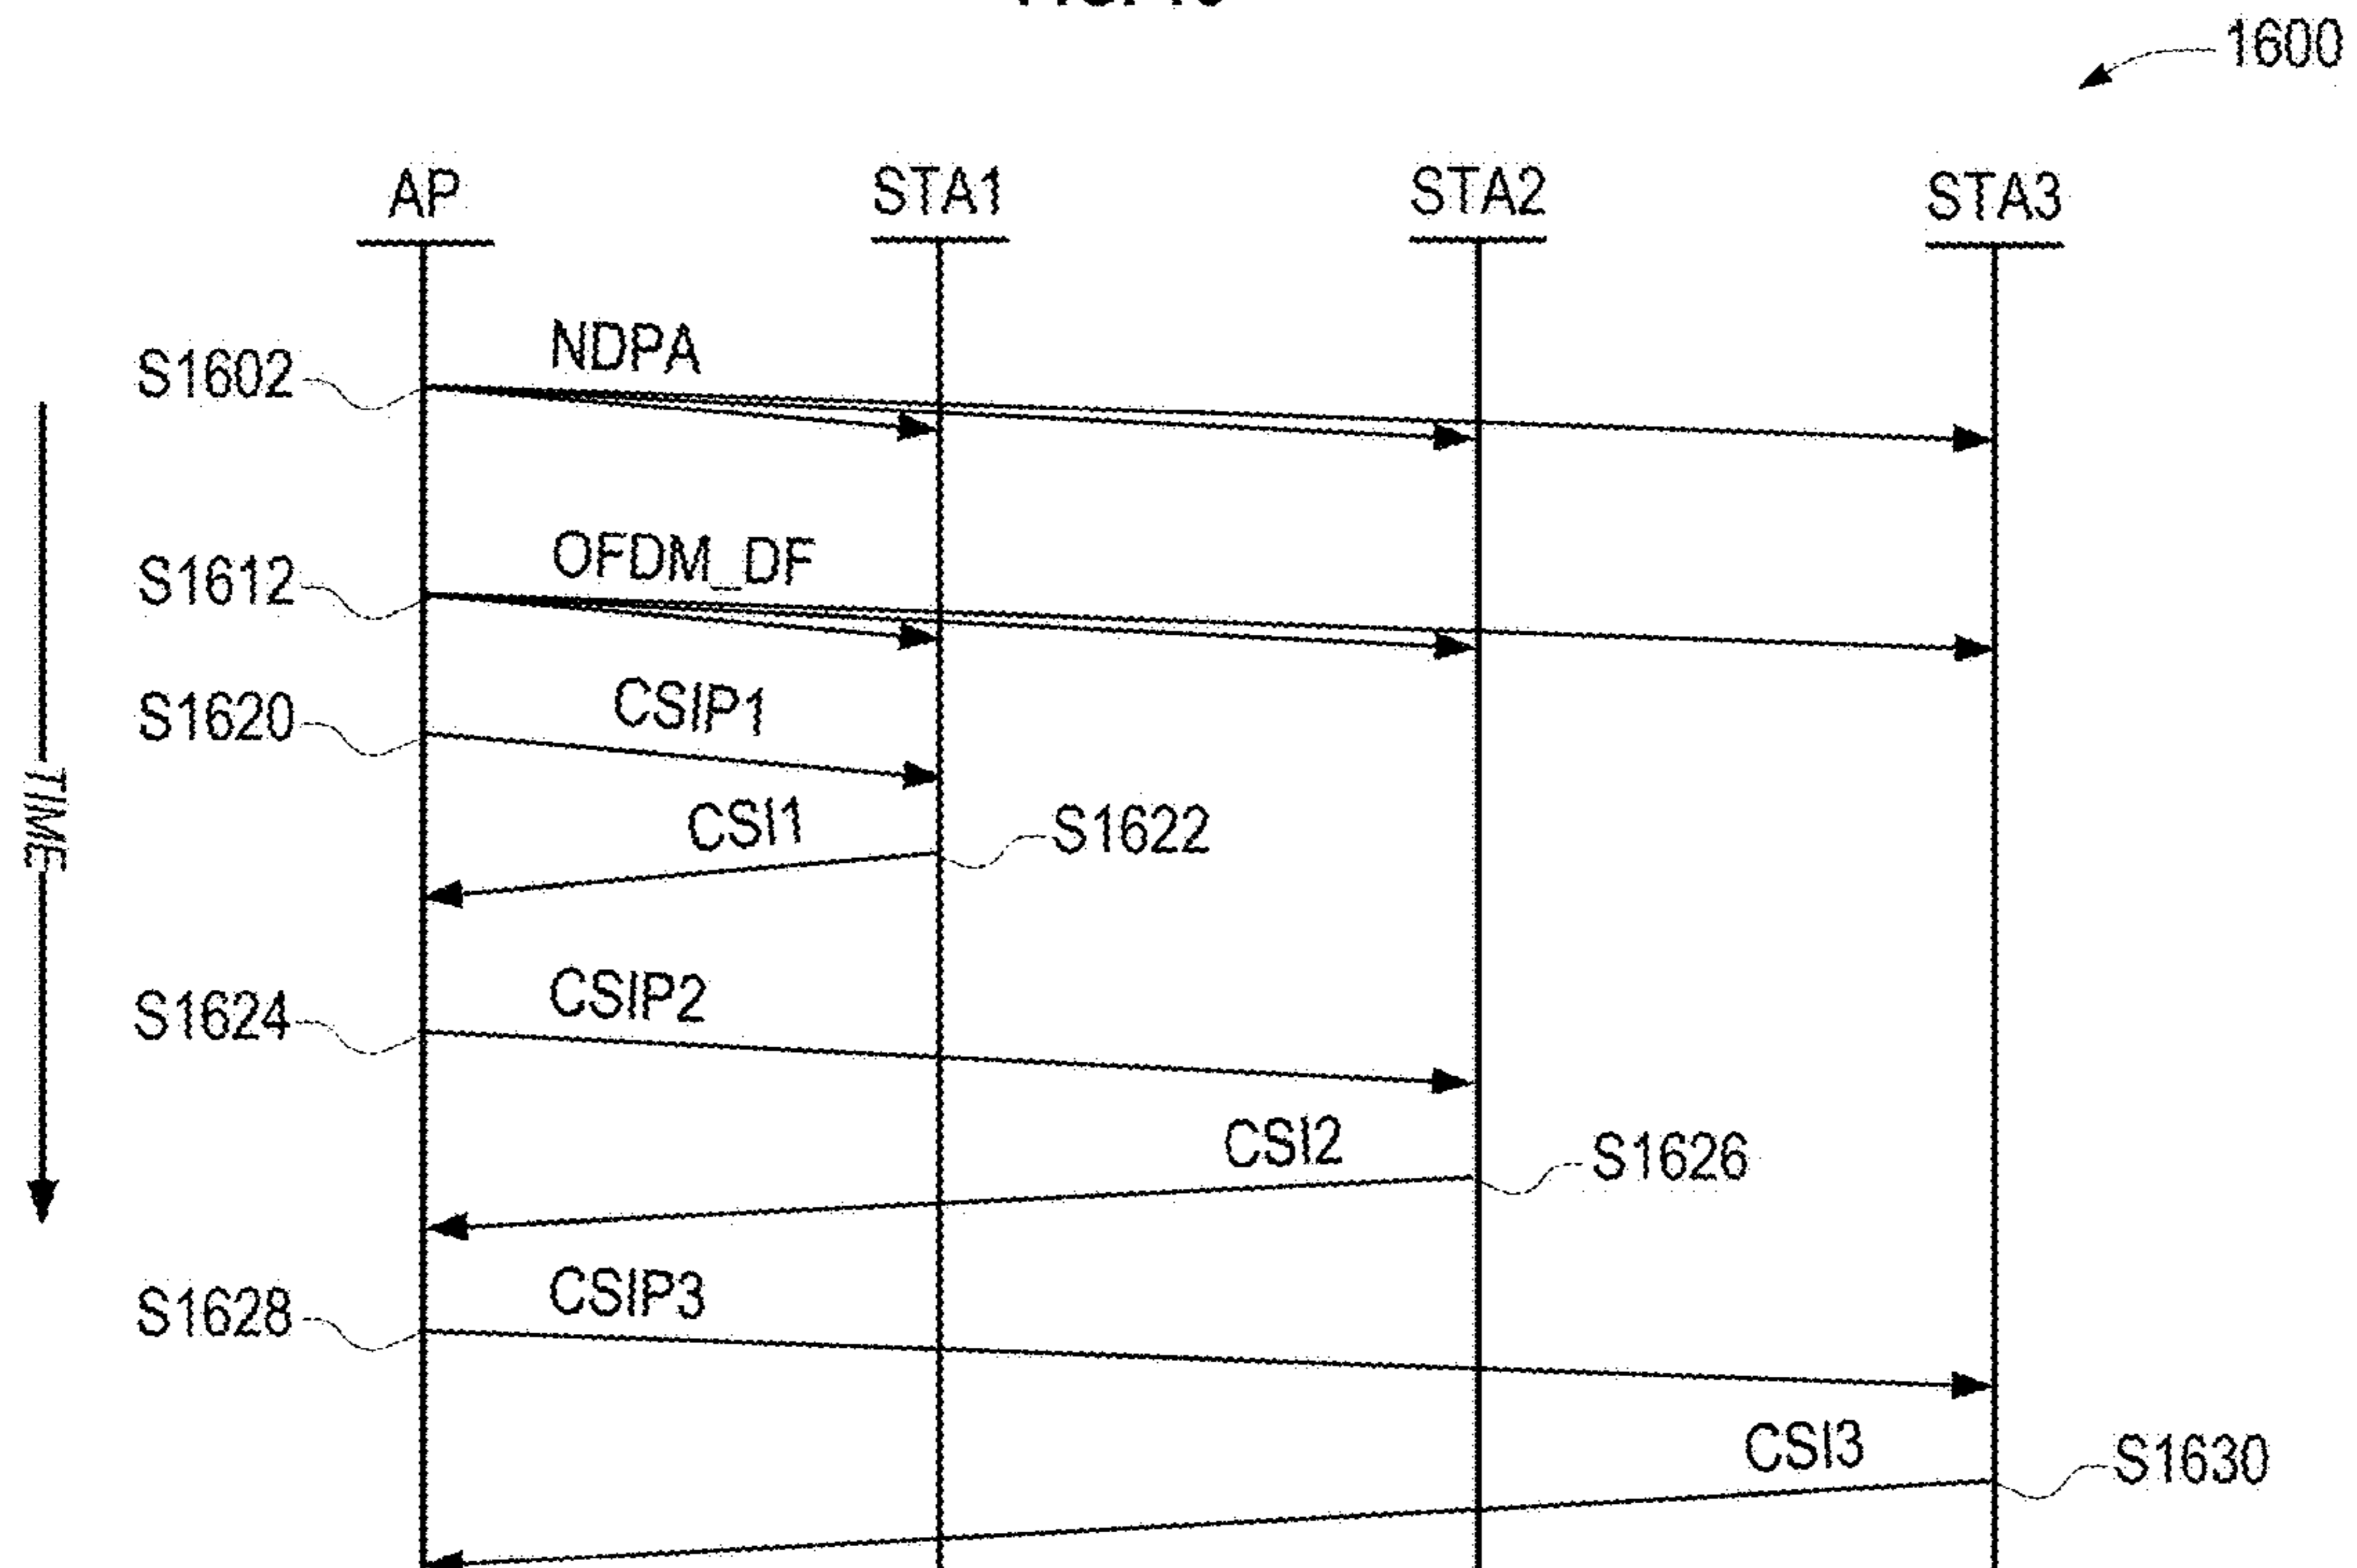 1600
AP
STA1
STA2
STA3
NDPA
S1602
OFDM_DF
S1612
CSIP1
S1620
TIME
CSI1
S1622
CSIP2
S1624
CSI2
S1626
CSIP3
S1628
CSI3
S1630